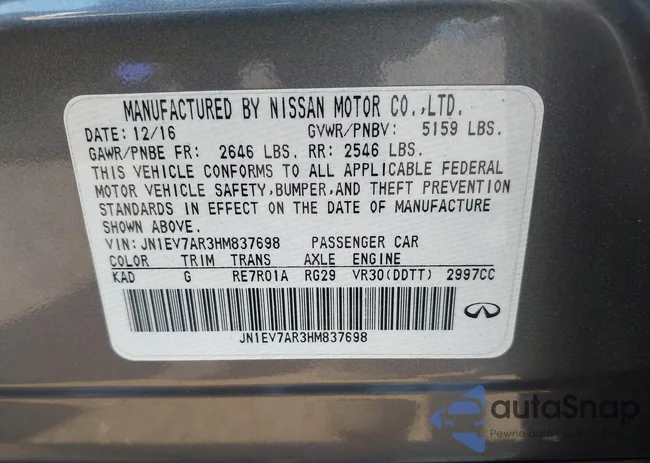 MANUFACTURED BY NISSAN MOTOR CO.,LTD.
DATE: 12/16 GVWR/PNBV: 5159 LBS.
GAWR/PNBE FR: 2646 LBS. RR: 2546 LBS.
THIS VEHICLE CONFORMS TO ALL APPLICABLE FEDERAL
MOTOR VEHICLE SAFETY,BUMPER,AND THEFT PREVENTION
STANDARDS IN EFFECT ON THE DATE OF MANUFACTURE
SHOWN ABOVE.
VIN: JN1EV7AR3HM837698 PASSENGER CAR
COLOR TRIM TRANS AXLE ENGINE
KAD G RE7R01A RG29 VR30(DDTT) 2997CC
JN1EV7AR3HM837698
autaSnap
Pewne auto w sieci